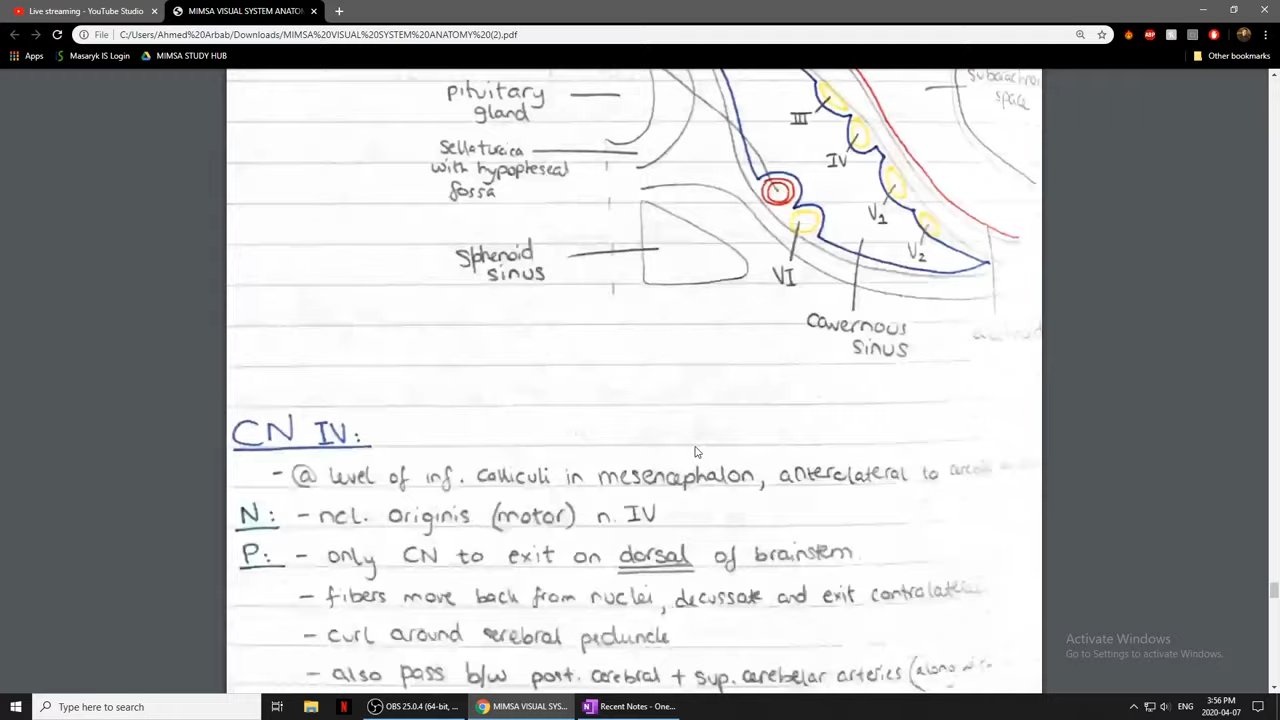 Live streaming - YouTube Studio
MIMSA VISUAL SYSTEM ANATOM
File
C:/Users/Ahmed%20Arbab/Downloads/MIMSA%20VISUAL%20SYSTEM%20ANATOMY%20(2).pdf
Apps
Masaryk IS Login
MIMSA STUDY HUB
Other bookmarks
pituitary
gland
with hypopheseal
fossa
Sphenoid
sinus
III
IV
V1
V2
VI
space
Cavernous
sinus
CN IV:
- @ level of inf. colliculi in mesencephalon, anterolateral to
N: - ncl. originis (motor) n. IV
P: - only CN to exit on dorsal of brainstem
- fibers move back from nuclei, decussate and exit contralateral
- curl around cerebral peduncle
- also pass b/w post. cerebral + sup. cerebelar arteries (along
Activate Windows
Go to Settings to activate Windows.
Type here to search
OBS 25.0.4 (64-bit, ...
MIMSA VISUAL SYS...
Recent Notes - One...
3:56 PM
2020-04-07